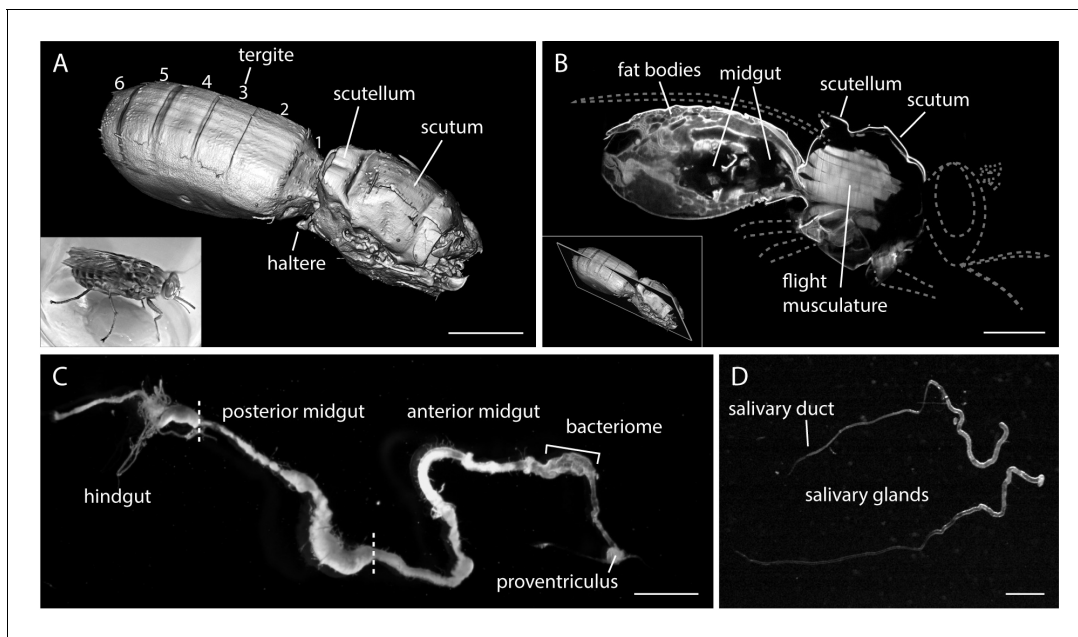 A
tergite
6
5
4
3
2
1
scutellum
scutum
haltere
B
fat bodies
midgut
scutellum
scutum
flight
musculature
C
posterior midgut
anterior midgut
bacteriome
hindgut
proventriculus
D
salivary duct
salivary glands